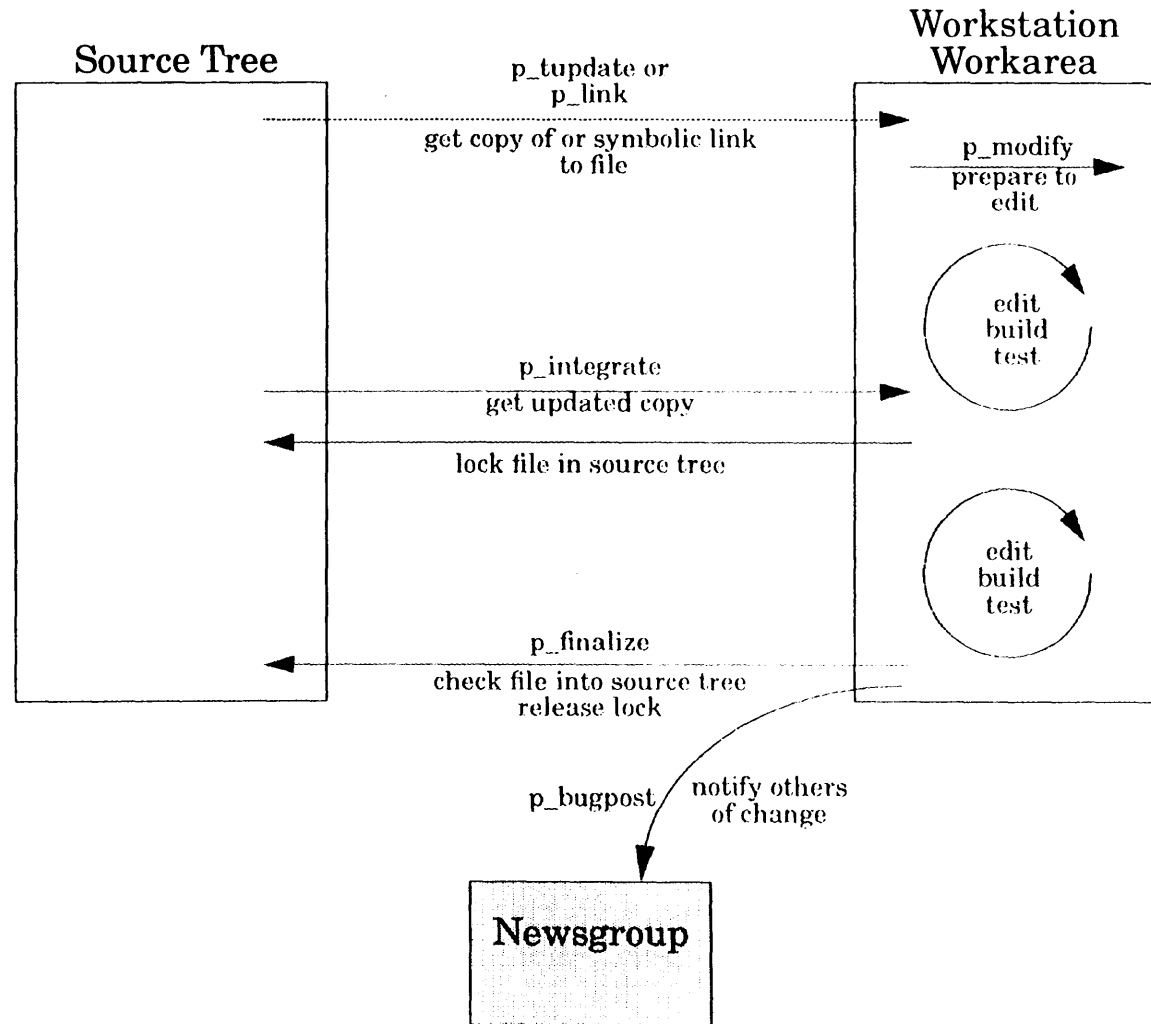 Source Tree
Workstation
Workarea
p_tupdate or
p_link
get copy of or symbolic link
to file
p_modify
prepare to
edit
edit
build
test
p_integrate
get updated copy
lock file in source tree
edit
build
test
p_finalize
check file into source tree
release lock
p_bugpost
notify others
of change
Newsgroup